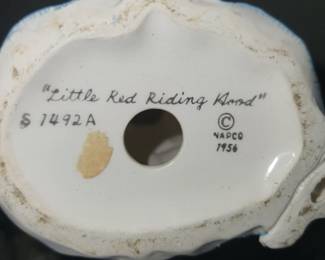 "Little Red Riding Hood"
S 1492A
©
NAPCO
1956